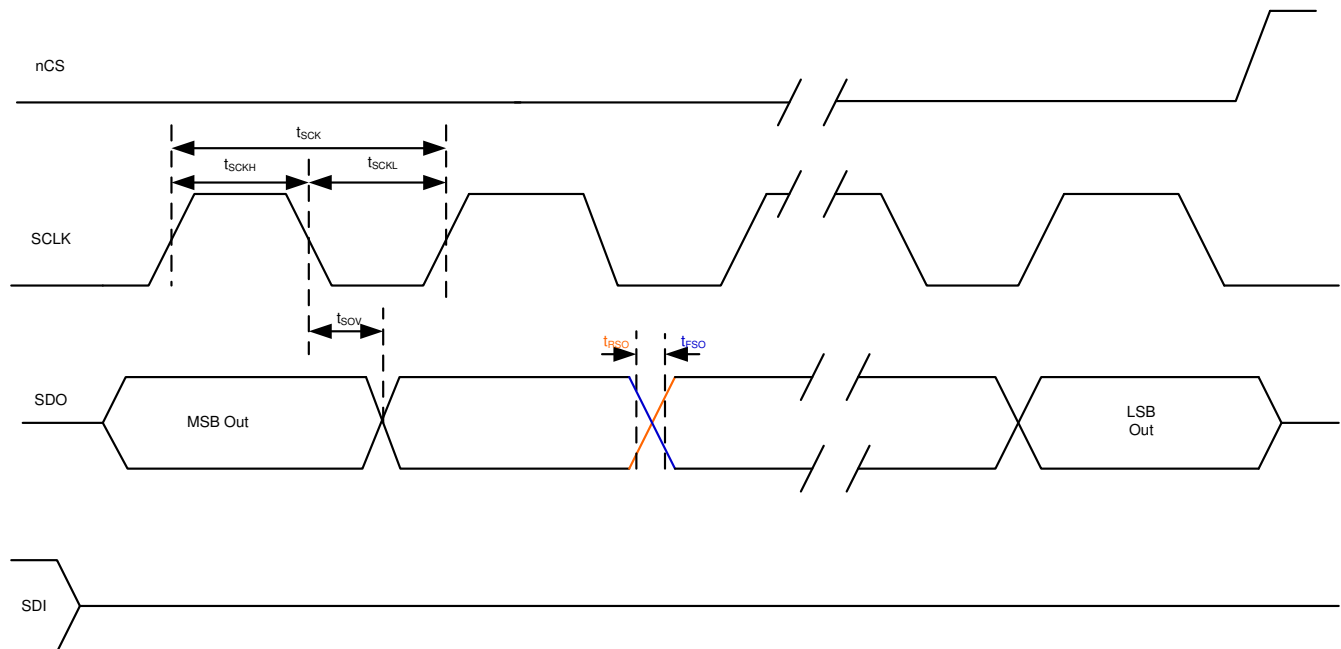 nCS
tSCK
tSCKH
tSCKL
SCLK
tSOV
tRSO
tFSO
SDO
MSB Out
LSB
Out
SDI